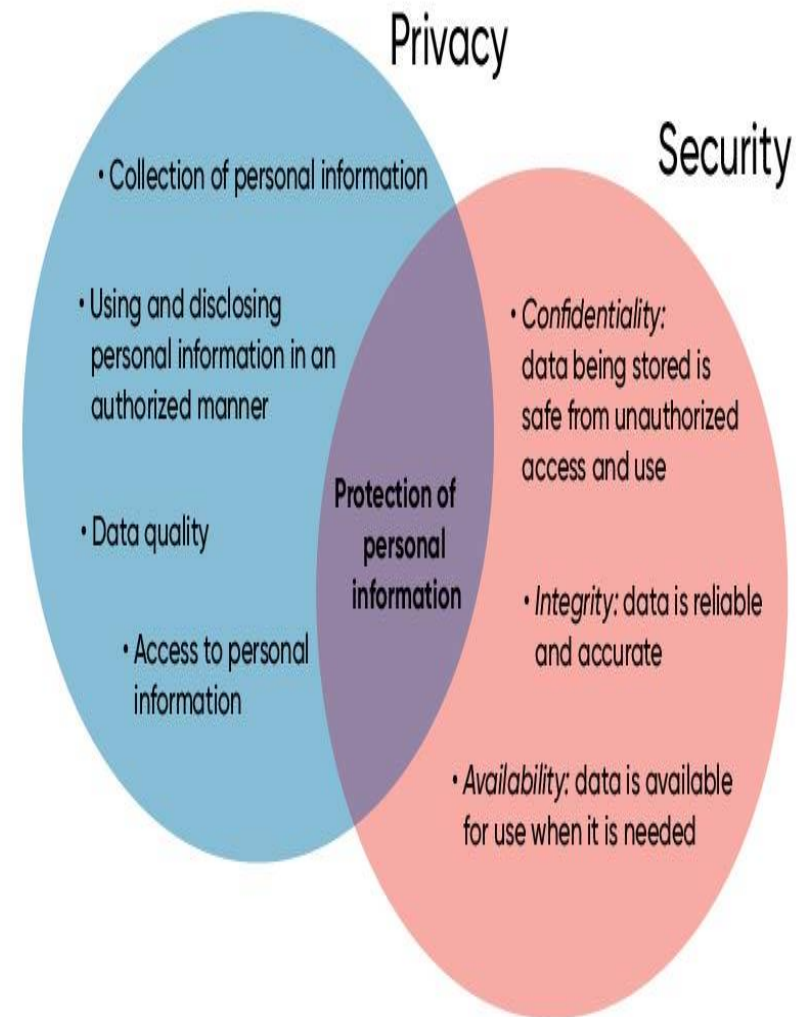 Privacy
• Collection of personal information
• Using and disclosing
personal information in an
authorized manner
• Data quality
• Access to personal
information
Protection of
personal
information
Security
• Confidentiality:
data being stored is
safe from unauthorized
access and use
• Integrity: data is reliable
and accurate
• Availability: data is available
for use when it is needed